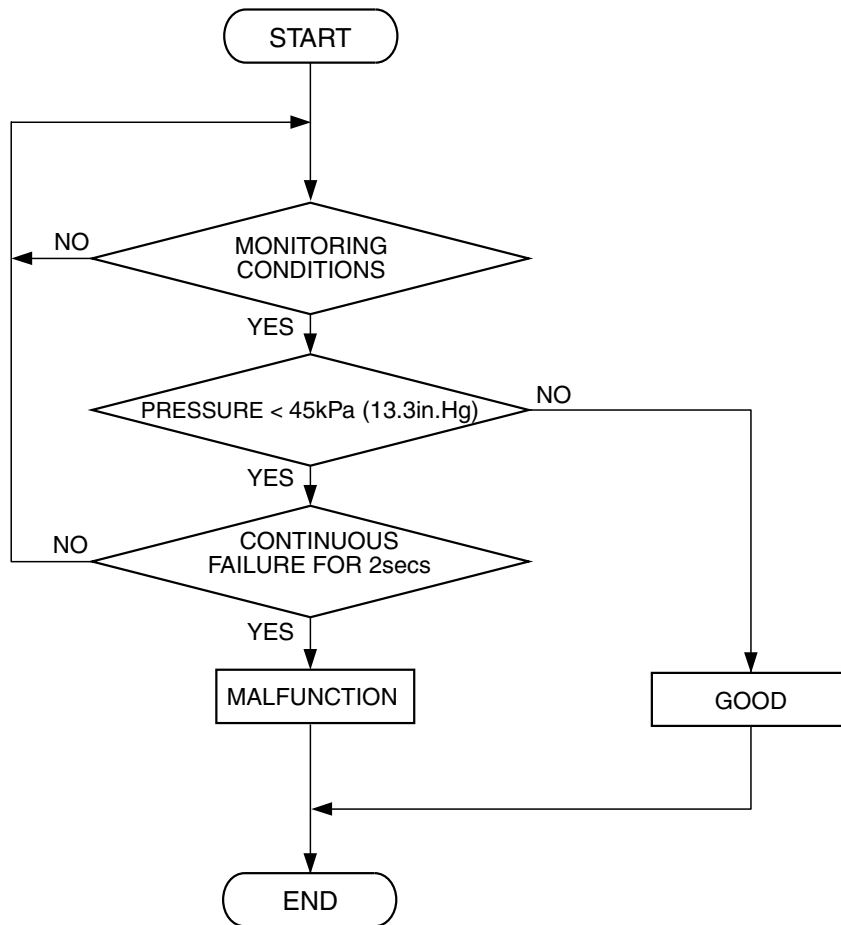 START
MONITORING
CONDITIONS
NO
YES
PRESSURE < 45kPa (13.3in.Hg)
NO
YES
CONTINUOUS
FAILURE FOR 2secs
NO
YES
MALFUNCTION
GOOD
END